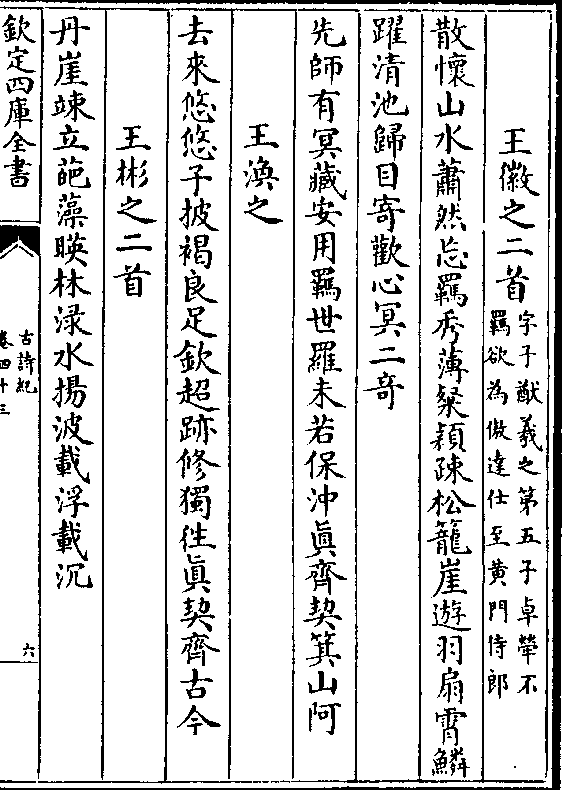 王徽之二首
字子猷羲之第五子卓犖不
羈欲為傲達仕至黄門侍郎
散懷山水蕭然忘羈秀薄粲穎疎松籠崖遊羽扇霄鱗
躍清池歸目寄歡心冥二奇
先師有冥藏安用羈世羅未若保沖真齊契箕山阿
王渙之
去來悠悠子披褐良足欽超跡修獨往真契齊古今
王彬之二首
丹崖竦立葩藻暎林渌水揚波載浮載沉
欽定四庫全書
古詩紀
卷四十三
六